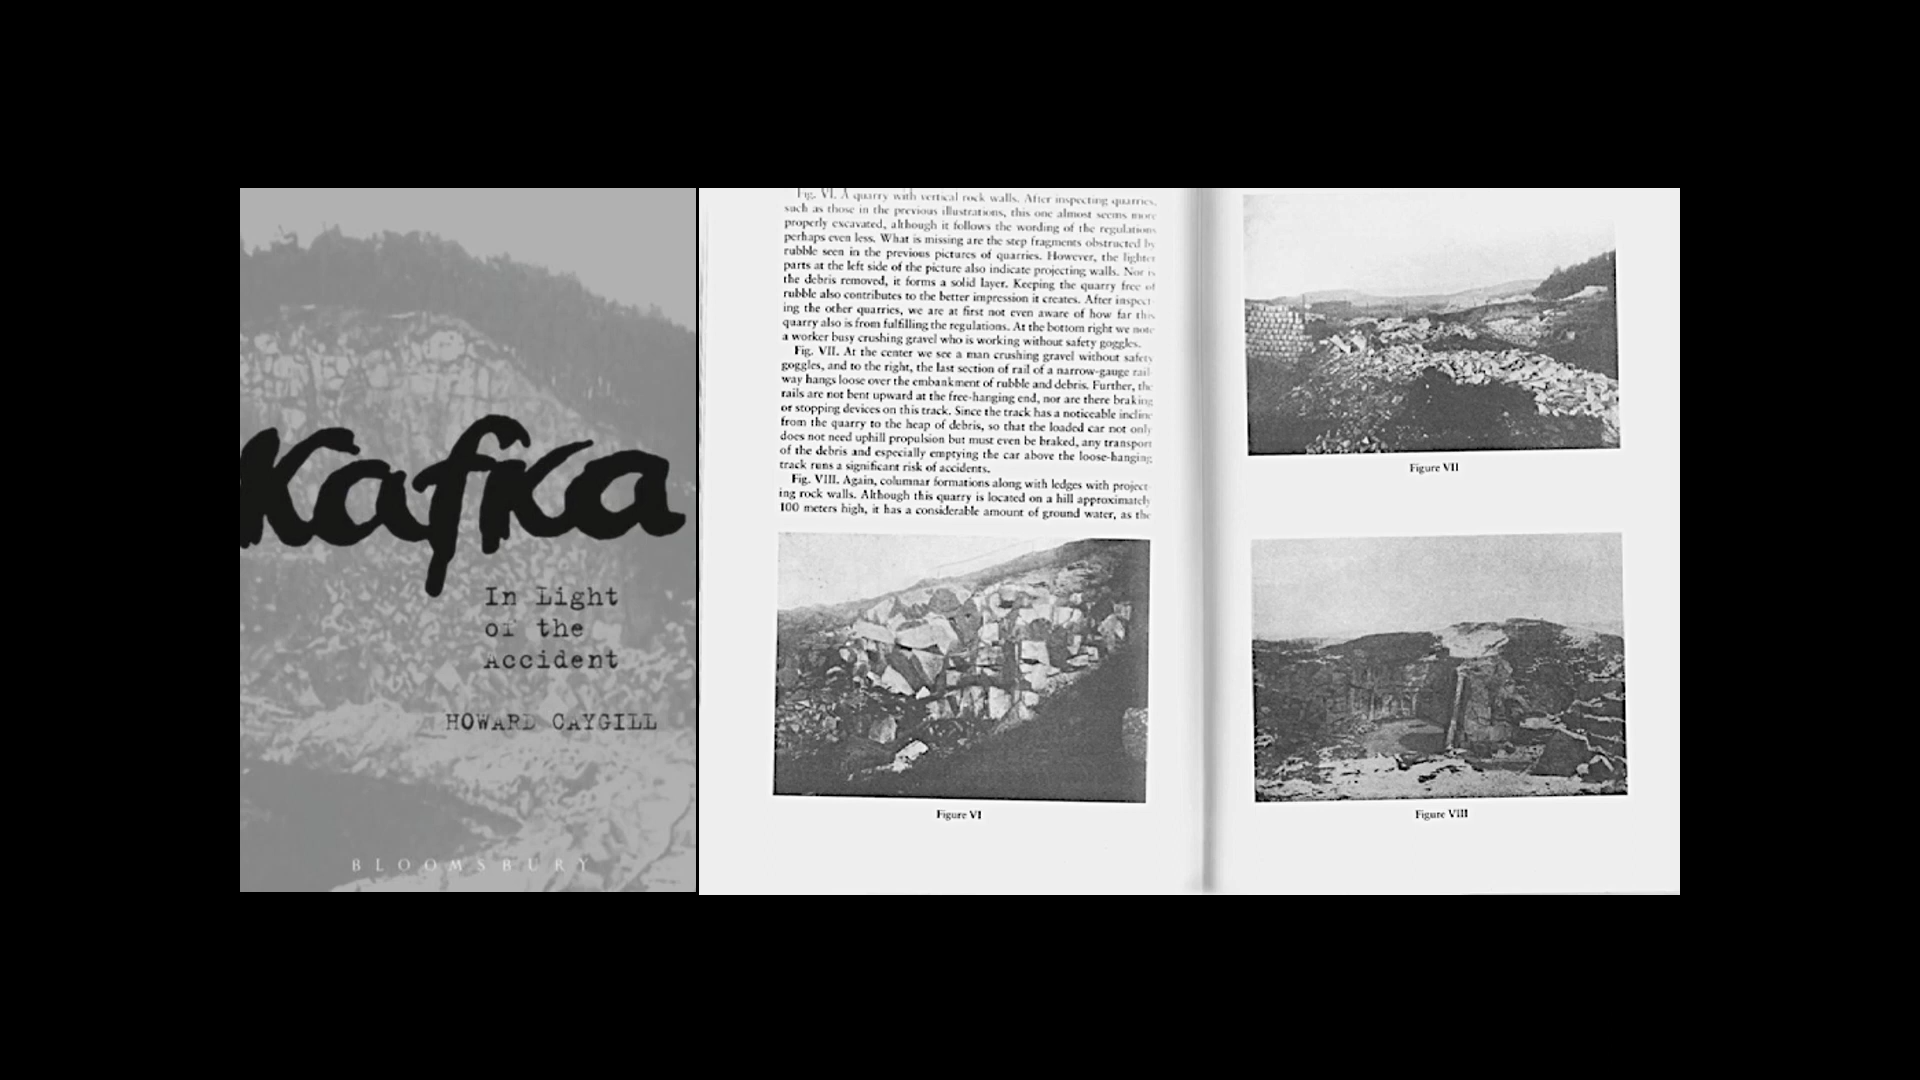 Kafka
In Light
of the
Accident
HOWARD CAYGILL
BLOOMSBURY
Fig. VI. A quarry with vertical rock walls. After inspecting quarries,
such as those in the previous illustrations, this one almost seems more
properly excavated, although it follows the wording of the regulations
perhaps even less. What is missing are the step fragments obstructed by
rubble seen in the previous pictures of quarries. However, the lighter
parts at the left side of the picture also indicate projecting walls. Nor is
the debris removed, it forms a solid layer. Keeping the quarry free of
rubble also contributes to the better impression it creates. After inspect-
ing the other quarries, we are at first not even aware of how far this
quarry also is from fulfilling the regulations. At the bottom right we note
a worker busy crushing gravel who is working without safety goggles.
Fig. VII. At the center we see a man crushing gravel without safety
goggles, and to the right, the last section of rail of a narrow-gauge rail-
way hangs loose over the embankment of rubble and debris. Further, the
rails are not bent upward at the free-hanging end, nor are there braking
or stopping devices on this track. Since the track has a noticeable incline
from the quarry to the heap of debris, so that the loaded car not only
does not need uphill propulsion but must even be braked, any transport
of the debris and especially emptying the car above the loose-hanging
track runs a significant risk of accidents.
Fig. VIII. Again, columnar formations along with ledges with project-
ing rock walls. Although this quarry is located on a hill approximately
100 meters high, it has a considerable amount of ground water, as the
Figure VI
Figure VII
Figure VIII